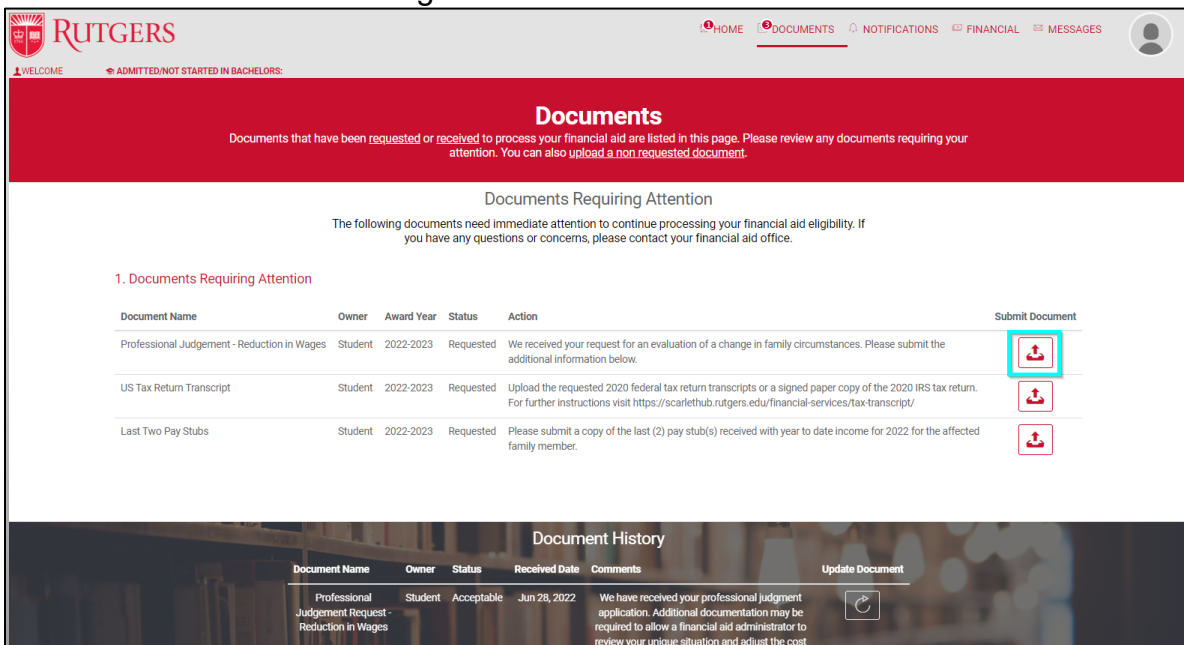 RUTGERS
1 HOME 3 DOCUMENTS NOTIFICATIONS FINANCIAL MESSAGES
WELCOME ADMITTED/NOT STARTED IN BACHELORS:
Documents
Documents that have been requested or received to process your financial aid are listed in this page. Please review any documents requiring your
attention. You can also upload a non requested document.
Documents Requiring Attention
The following documents need immediate attention to continue processing your financial aid eligibility. If
you have any questions or concerns, please contact your financial aid office.
1. Documents Requiring Attention
Document Name Owner Award Year Status Action Submit Document
Professional Judgement - Reduction in Wages Student 2022-2023 Requested We received your request for an evaluation of a change in family circumstances. Please submit the
additional information below.
US Tax Return Transcript Student 2022-2023 Requested Upload the requested 2020 federal tax return transcripts or a signed paper copy of the 2020 IRS tax return.
For further instructions visit https://scarlethub.rutgers.edu/financial-services/tax-transcript/
Last Two Pay Stubs Student 2022-2023 Requested Please submit a copy of the last (2) pay stub(s) received with year to date income for 2022 for the affected
family member.
Document History
Document Name Owner Status Received Date Comments Update Document
Professional Student Acceptable Jun 28, 2022 We have received your professional judgment
Judgement Request - application. Additional documentation may be
Reduction in Wages required to allow a financial aid administrator to
review your unique situation and adjust the cost